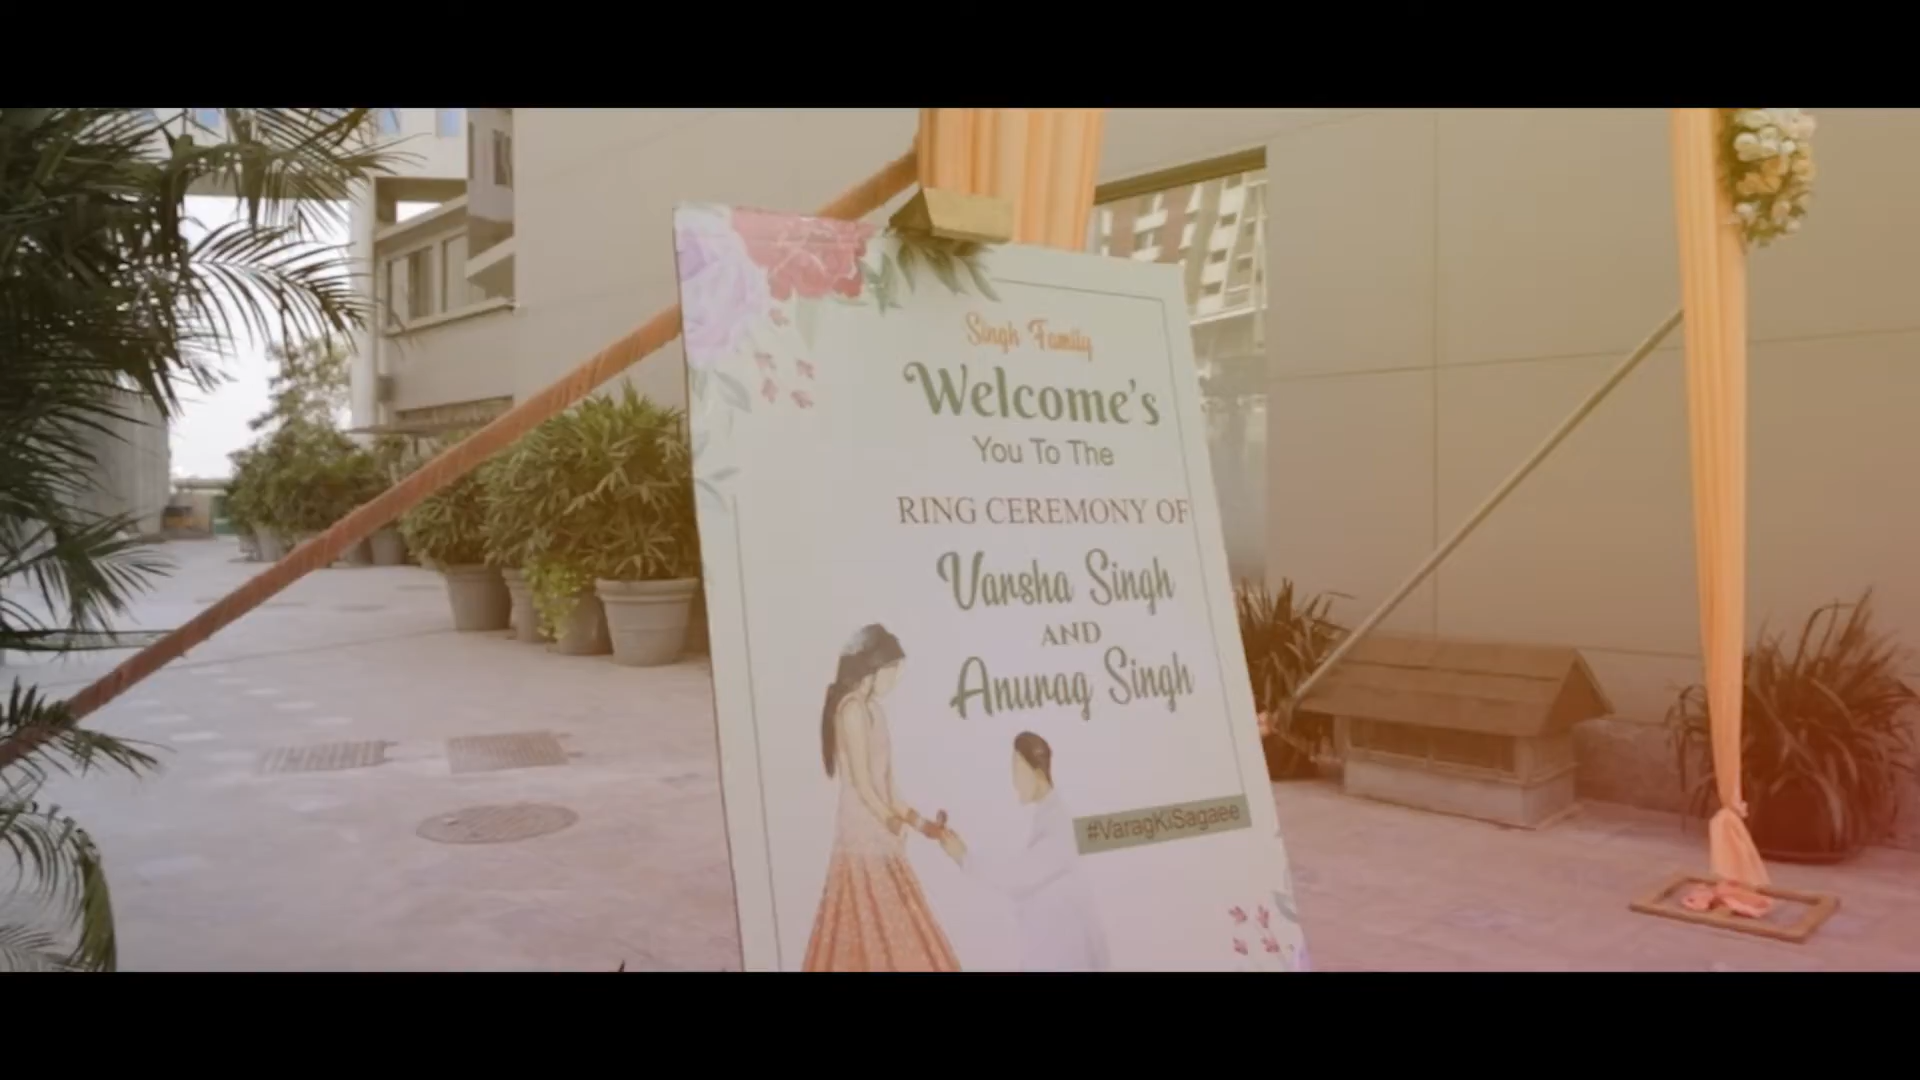 Singh Family
Welcome's
You To The
RING CEREMONY OF
Varsha Singh
AND
Anurag Singh
#VaragKiSagaee